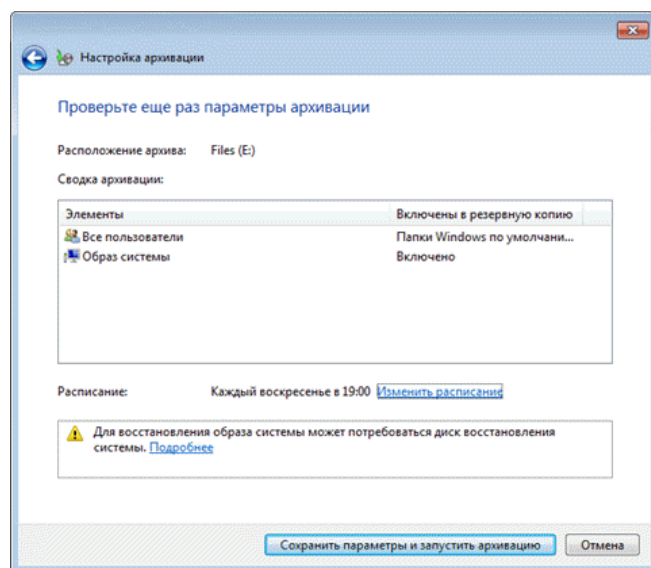 Настройка архивации
Проверьте еще раз параметры архивации
Расположение архива: Files (E:)
Сводка архивации:
Элементы Включены в резервную копию
Все пользователи Папки Windows по умолчани...
Образ системы Включено
Расписание: Каждый воскресенье в 19:00 Изменить расписание
Для восстановления образа системы может потребоваться диск восстановления
системы. Подробнее
Сохранить параметры и запустить архивацию Отмена